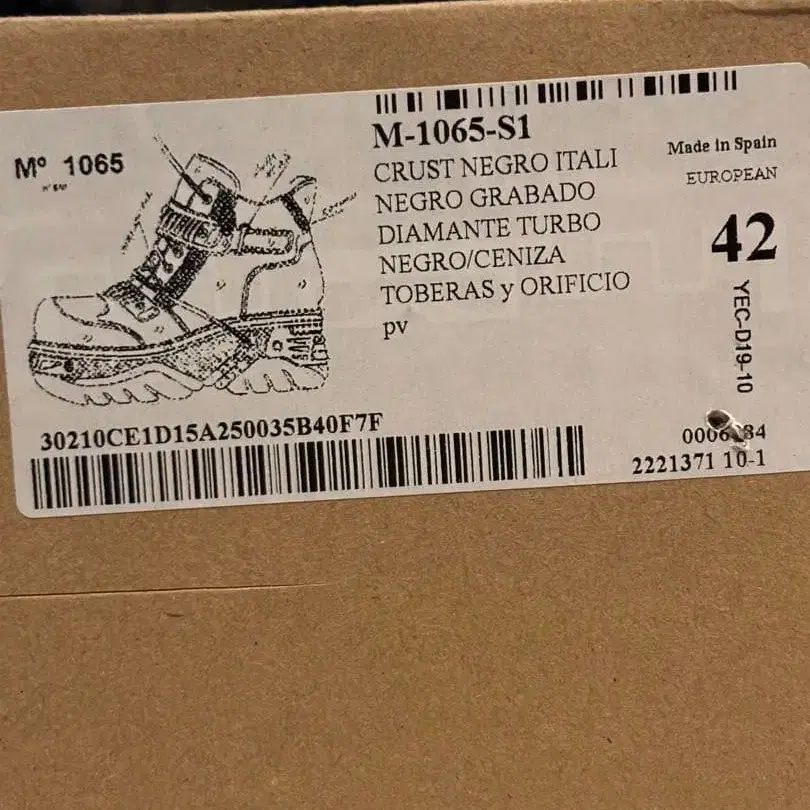 Mº 1065
M-1065-S1
CRUST NEGRO ITALI
NEGRO GRABADO
DIAMANTE TURBO
NEGRO/CENIZA
TOBERAS y ORIFICIO
pv
Made in Spain
EUROPEAN
42
YEC-D19-10
30210CE1D15A250035B40F7F
2221371 10-1